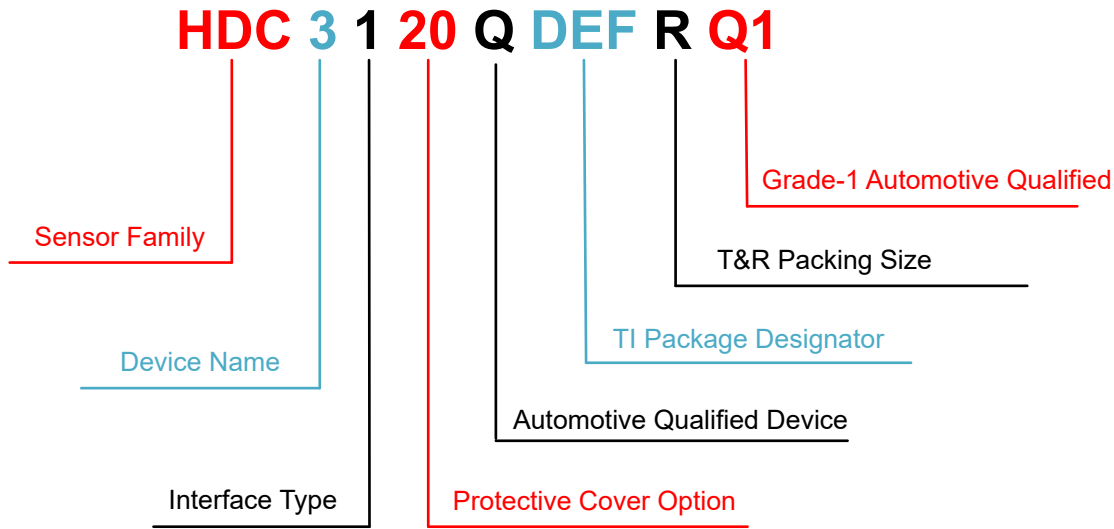 HDC 3 1 20 Q DEF R Q1
Grade-1 Automotive Qualified
Sensor Family
T&R Packing Size
TI Package Designator
Device Name
Automotive Qualified Device
Interface Type
Protective Cover Option